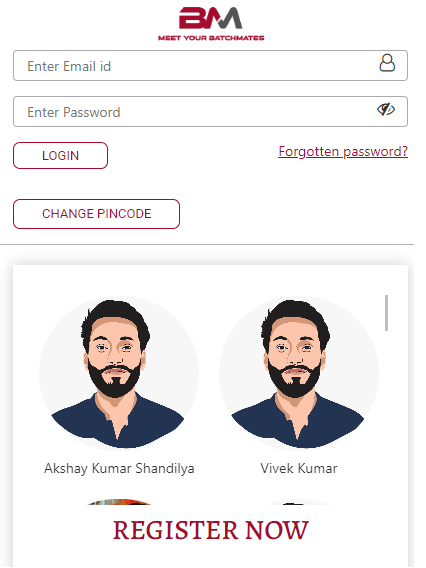 BM
MEET YOUR BATCHMATES
Enter Email id
Enter Password
LOGIN
Forgotten password?
CHANGE PINCODE
Akshay Kumar Shandilya
Vivek Kumar
REGISTER NOW